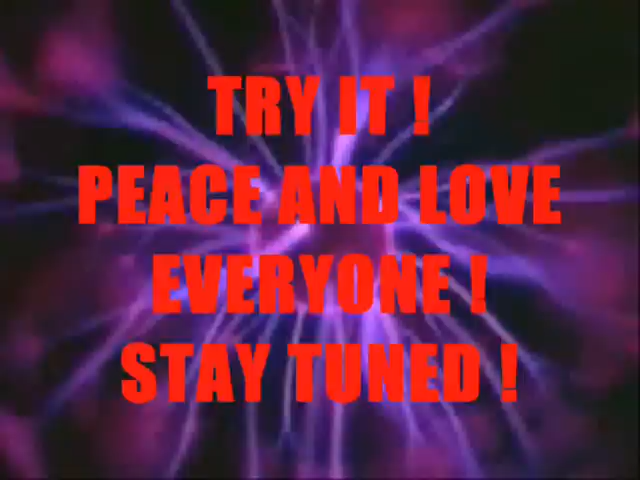 TRY IT !
PEACE AND LOVE
EVERYONE !
STAY TUNED !